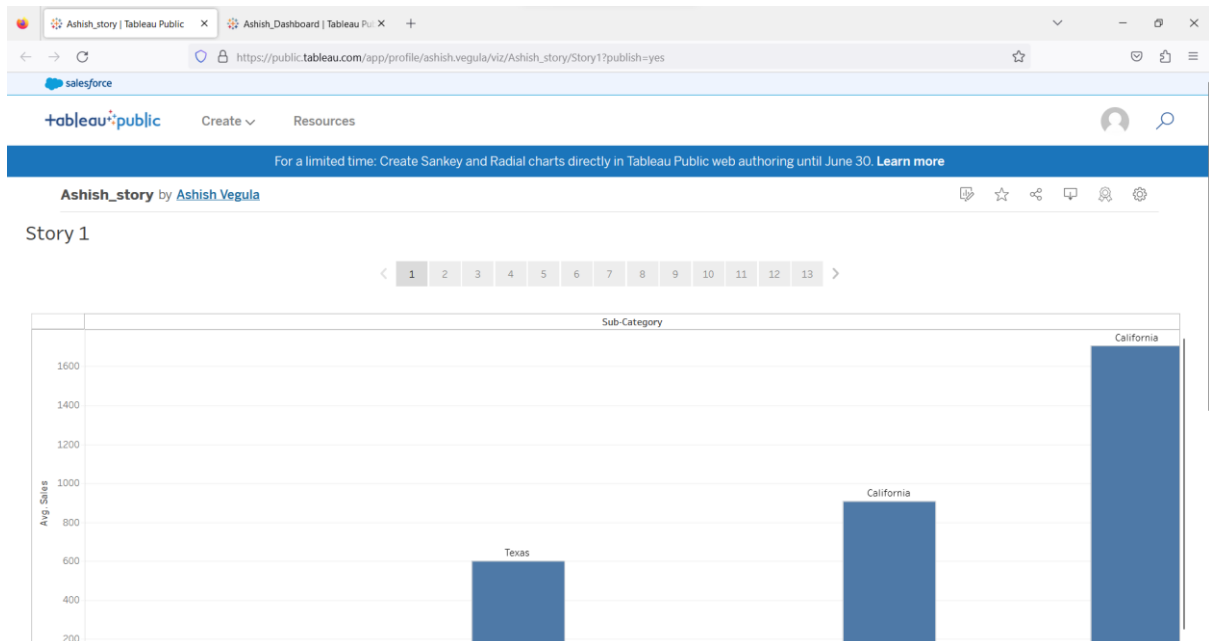 Ashish_story | Tableau Public
Ashish_Dashboard | Tableau Pub
https://public.tableau.com/app/profile/ashish.vegula/viz/Ashish_story/Story1?publish=yes
salesforce
+ableau public Create Resources
For a limited time: Create Sankey and Radial charts directly in Tableau Public web authoring until June 30. Learn more
Ashish_story by Ashish Vegula
Story 1
1 2 3 4 5 6 7 8 9 10 11 12 13
Sub-Category
California
1600
1400
1200
1000
California
Avg. Sales
800
Texas
600
400
200